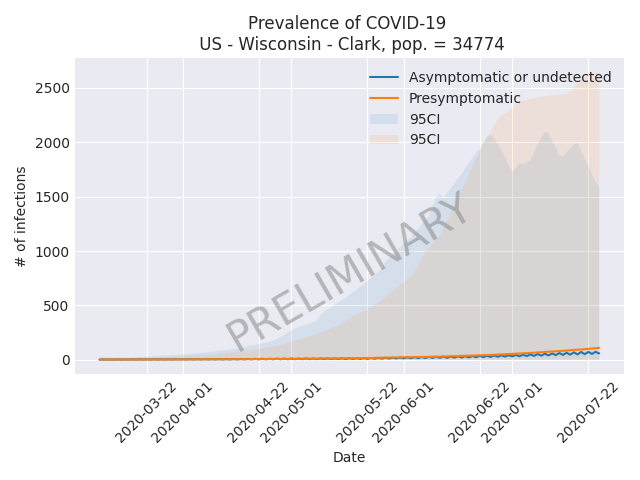 Prevalence of COVID-19
US - Wisconsin - Clark, pop. = 34774
Asymptomatic or undetected
Presymptomatic
95CI
95CI
2500
2000
1500
1000
500
0
# of infections
PRELIMINARY
2020-03-22
2020-04-01
2020-04-22
2020-05-01
2020-05-22
2020-06-01
2020-06-22
2020-07-01
2020-07-22
Date